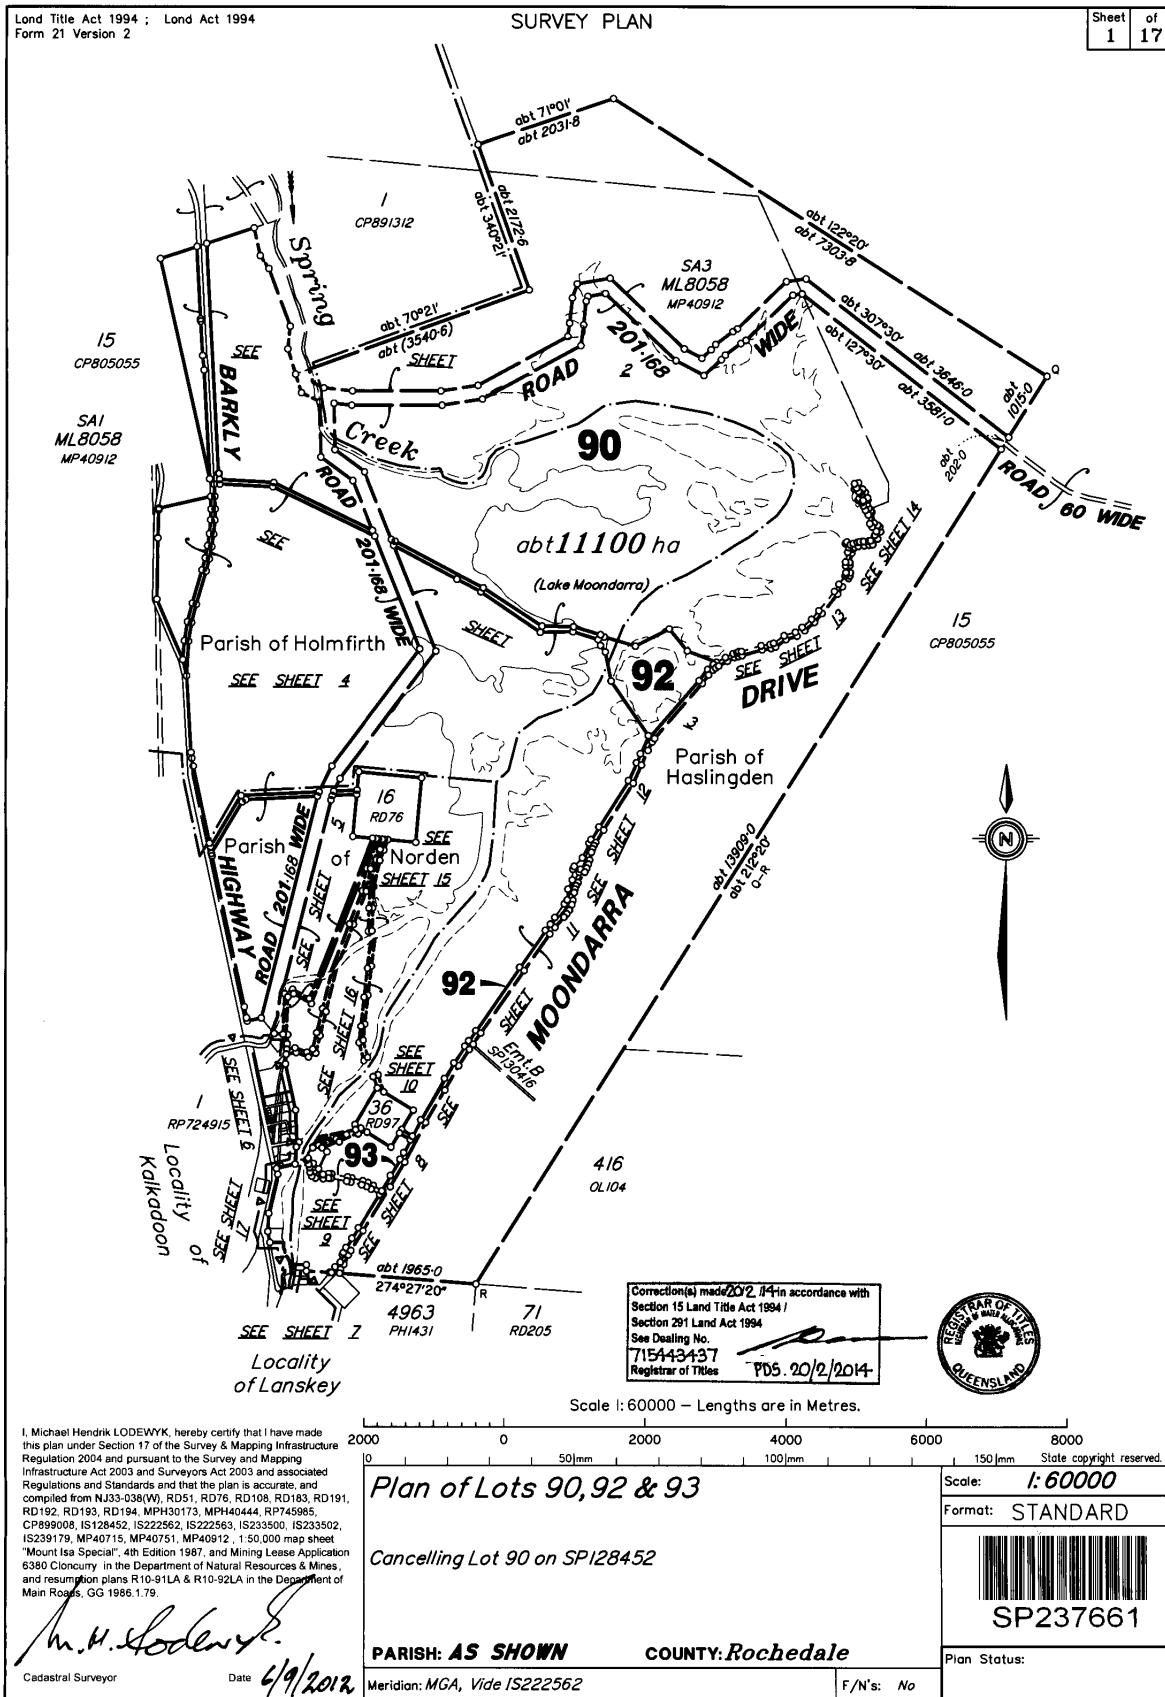 Lond Title Act 1994 ; Lond Act 1994
Form 21 Version 2
SURVEY PLAN
Sheet of
1 17
abt 71°01'
abt 2031·8
abt 2172·6
abt 340°21'
1
CP891312
abt 122°20'
abt 7303·8
Spring
SA3
ML8058
MP40912
abt 70°21'
abt (3540·6)
SHEET
2
15
CP805055
SEE
BARKLY
ROAD
201·168
WIDE
abt 307°30'
abt 3646·0
abt 127°30'
abt 3581·0
Q
abt
1015·0
SA1
ML8058
MP40912
Creek
90
abt
202·0
ROAD 60 WIDE
ROAD
201·168
WIDE
SEE
abt 11100 ha
(Lake Moondarra)
SEE SHEET 14
SHEET
Parish of Holmfirth
SEE SHEET 4
92
SEE SHEET 13
DRIVE
15
CP805055
3
Parish of
Haslingden
16
RD76
SEE SHEET 12
N
Parish of Norden
SEE
SHEET 15
5
SEE SHEET
HIGHWAY
ROAD 201·168 WIDE
abt 13909·0
abt 212°20'
Q-R
SEE SHEET 11
MOONDARRA
92
SEE SHEET 16
SEE SHEET
Emt.B
SP130416
SEE
SHEET
10
SEE SHEET 6
1
RP724915
36
RD97
Locality of
Kalkadoon
93
SEE SHEET 8
416
OL104
SEE SHEET
17
SEE
SHEET
9
abt 1965·0
274°27'20"
R
4963
PH1431
71
RD205
SEE SHEET 7
Locality
of Lanskey
Correction(s) made 20/2/14 in accordance with
Section 15 Land Title Act 1994 /
Section 291 Land Act 1994
See Dealing No.
715443437
Registrar of Titles PDS. 20/2/2014
REGISTRAR OF TITLES
REGISTRAR OF WATER ALLOCATIONS
QUEENSLAND
Scale 1:60000 – Lengths are in Metres.
2000 0 2000 4000 6000 8000
0 50 mm 100 mm 150 mm State copyright reserved.
I, Michael Hendrik LODEWYK, hereby certify that I have made
this plan under Section 17 of the Survey & Mapping Infrastructure
Regulation 2004 and pursuant to the Survey and Mapping
Infrastructure Act 2003 and Surveyors Act 2003 and associated
Regulations and Standards and that the plan is accurate, and
compiled from NJ33-038(W), RD51, RD76, RD108, RD183, RD191,
RD192, RD193, RD194, MPH30173, MPH40444, RP745985,
CP899008, IS128452, IS222562, IS222563, IS233500, IS233502,
IS239179, MP40715, MP40751, MP40912 , 1:50,000 map sheet
"Mount Isa Special", 4th Edition 1987, and Mining Lease Application
6380 Cloncurry in the Department of Natural Resources & Mines,
and resumption plans R10-91LA & R10-92LA in the Department of
Main Roads, GG 1986.1.79.
M. H. Lodewyk.
Cadastral Surveyor Date 6/9/2012
Plan of Lots 90, 92 & 93
Cancelling Lot 90 on SP128452
PARISH: AS SHOWN COUNTY: Rochedale
Meridian: MGA, Vide IS222562 F/N's: No
Scale: 1:60000
Format: STANDARD
SP237661
Plan Status: